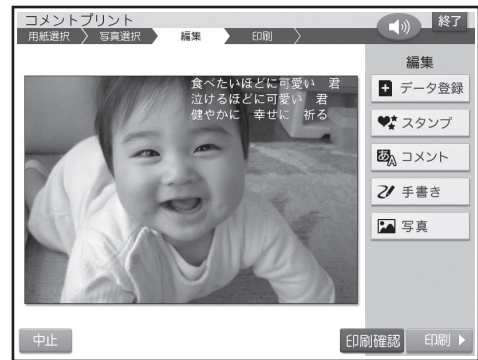 コメントプリント
終了
用紙選択 写真選択 編集 印刷
編集
食べたいほどに可愛い 君
泣けるほどに可愛い 君
健やかに 幸せに 祈る
データ登録
スタンプ
あA コメント
手書き
写真
中止
印刷確認
印刷